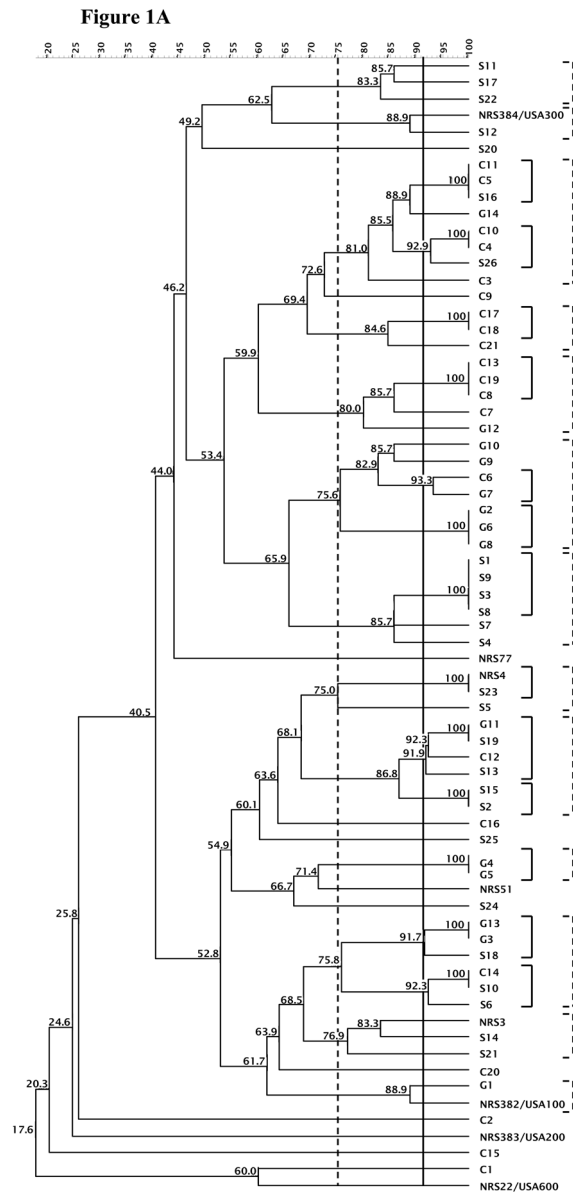 Figure 1A
20 25 30 35 40 45 50 55 60 65 70 75 80 85 90 95 100
85.7 S11
S17
83.3
S22
62.5
NRS384/USA300
88.9
49.2
S12
S20
C11
C5
100
S16
88.9
G14
85.5
C10
100
C4
92.9
81.0
S26
72.6
C3
46.2
69.4
C9
C17
100
C18
84.6
C21
59.9
C13
C19
100
C8
85.7
C7
80.0
G12
G10
85.7
53.4
G9
44.0
82.9
C6
93.3
75.6
G7
G2
G6
100
65.9
G8
S1
S9
S3
100
S8
85.7
S7
S4
NRS77
NRS4
75.0
100
S23
40.5
S5
68.1
G11
100
92.3
S19
91.9
C12
63.6
86.8
S13
S15
100
60.1
S2
C16
54.9
S25
G4
100
71.4
G5
66.7
NRS51
S24
25.8
G13
100
91.7
G3
52.8
75.8
S18
C14
100
S10
92.3
68.5
S6
24.6
NRS3
83.3
63.9
76.9
S14
61.7
S21
C20
20.3
G1
88.9
NRS382/USA100
17.6
C2
NRS383/USA200
C15
C1
60.0
NRS22/USA600